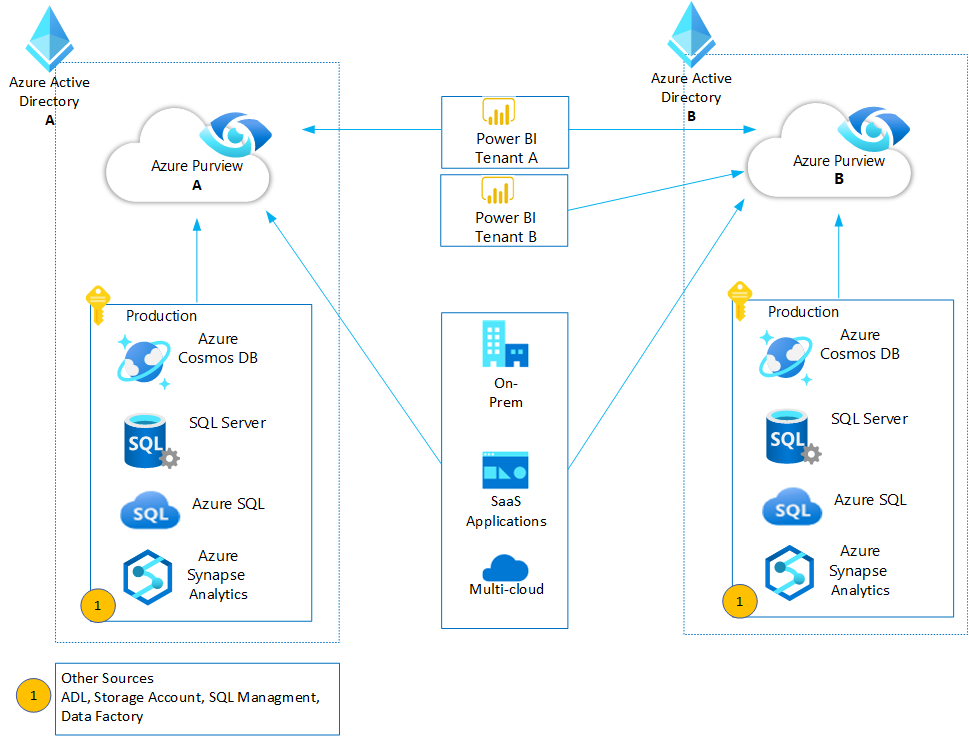 Azure Active
Directory
A
Azure Purview
A
Production
Azure
Cosmos DB
SQL Server
SQL
Azure SQL
SQL
Azure
Synapse
Analytics
1
Power BI
Tenant A
Power BI
Tenant B
On-
Prem
SaaS
Applications
Multi-cloud
Azure Active
Directory
B
Azure Purview
B
Production
Azure
Cosmos DB
SQL Server
SQL
Azure SQL
SQL
Azure
Synapse
Analytics
1
1
Other Sources
ADL, Storage Account, SQL Managment,
Data Factory